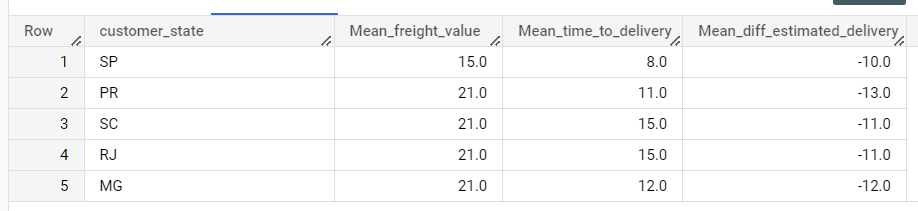 Row customer_state Mean_freight_value Mean_time_to_delivery Mean_diff_estimated_delivery
1 SP 15.0 8.0 -10.0
2 PR 21.0 11.0 -13.0
3 SC 21.0 15.0 -11.0
4 RJ 21.0 15.0 -11.0
5 MG 21.0 12.0 -12.0